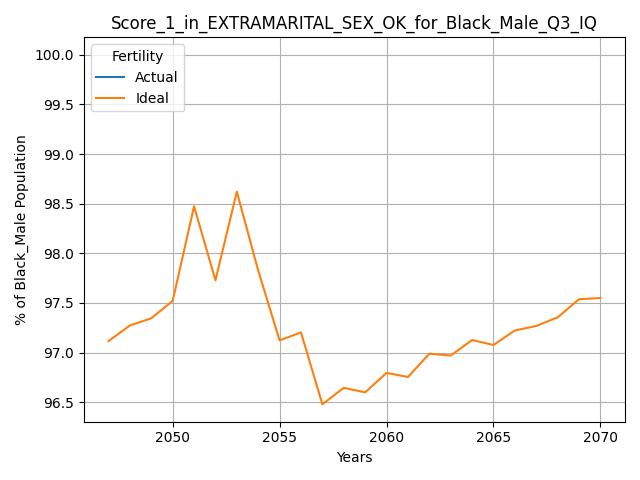 Score_1_in_EXTRAMARITAL_SEX_OK_for_Black_Male_Q3_IQ
Fertility
Actual
Ideal
% of Black_Male Population
100.0
99.5
99.0
98.5
98.0
97.5
97.0
96.5
2050 2055 2060 2065 2070
Years